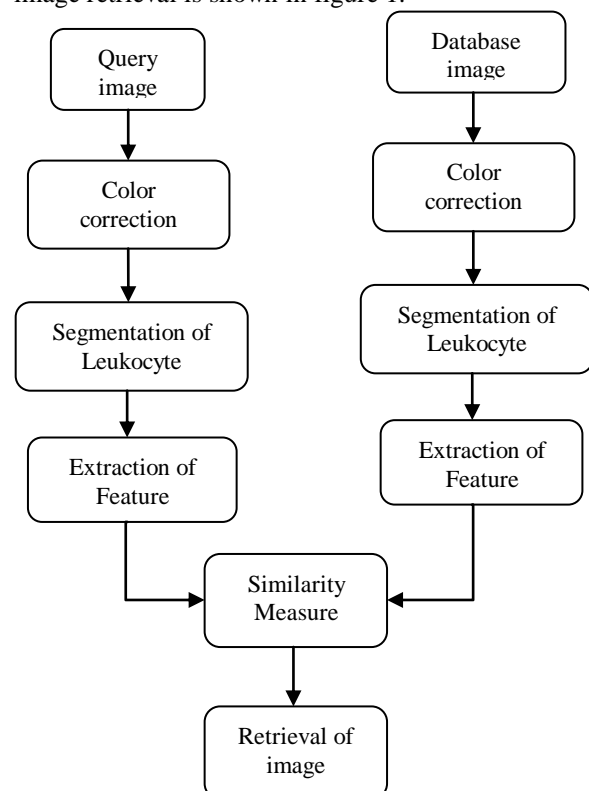 image retrieval is shown in figure 1.
Query
image
Color
correction
Segmentation of
Leukocyte
Extraction of
Feature
Database
image
Color
correction
Segmentation of
Leukocyte
Extraction of
Feature
Similarity
Measure
Retrieval of
image